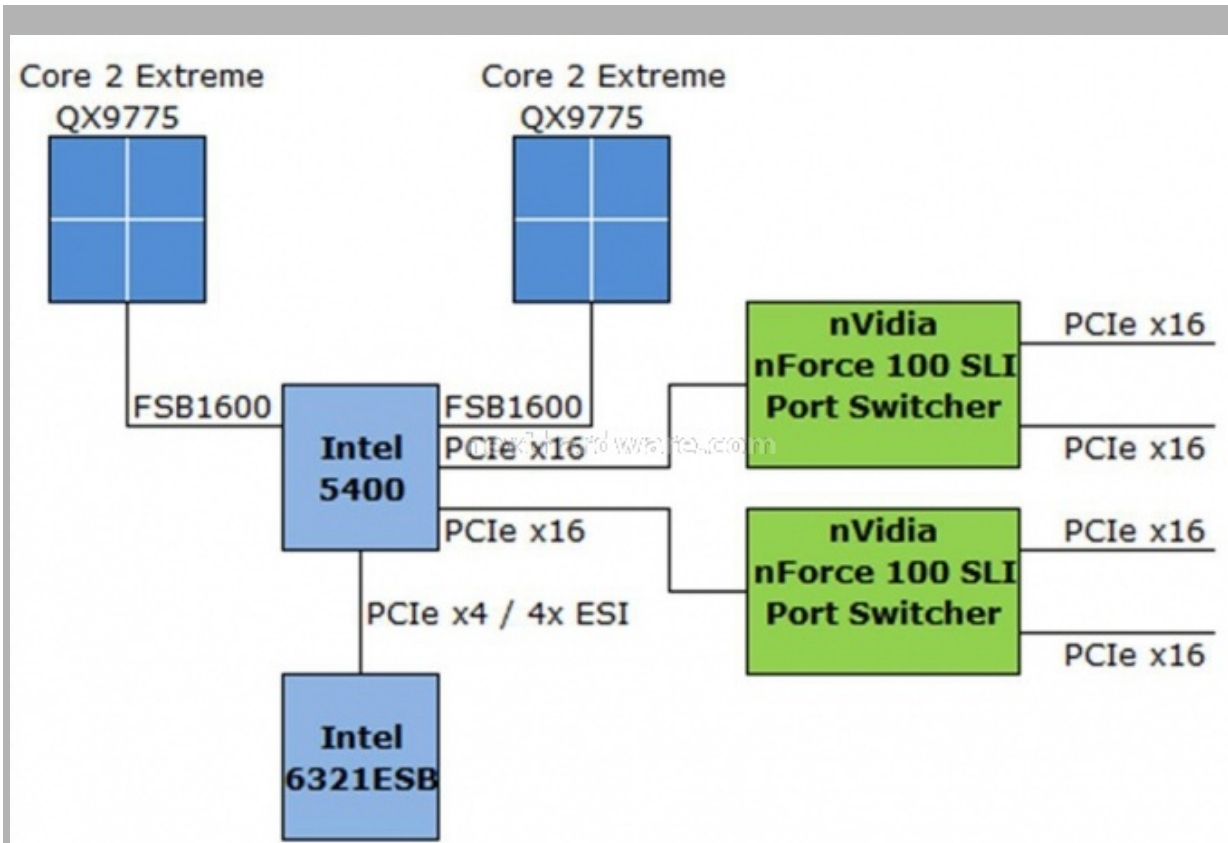 Core 2 Extreme
QX9775
Core 2 Extreme
QX9775
FSB1600
FSB1600
Intel
5400
PCIe x16
PCIe x16
nVidia
nForce 100 SLI
Port Switcher
PCIe x16
PCIe x16
nVidia
nForce 100 SLI
Port Switcher
PCIe x16
PCIe x16
PCIe x4 / 4x ESI
Intel
6321ESB